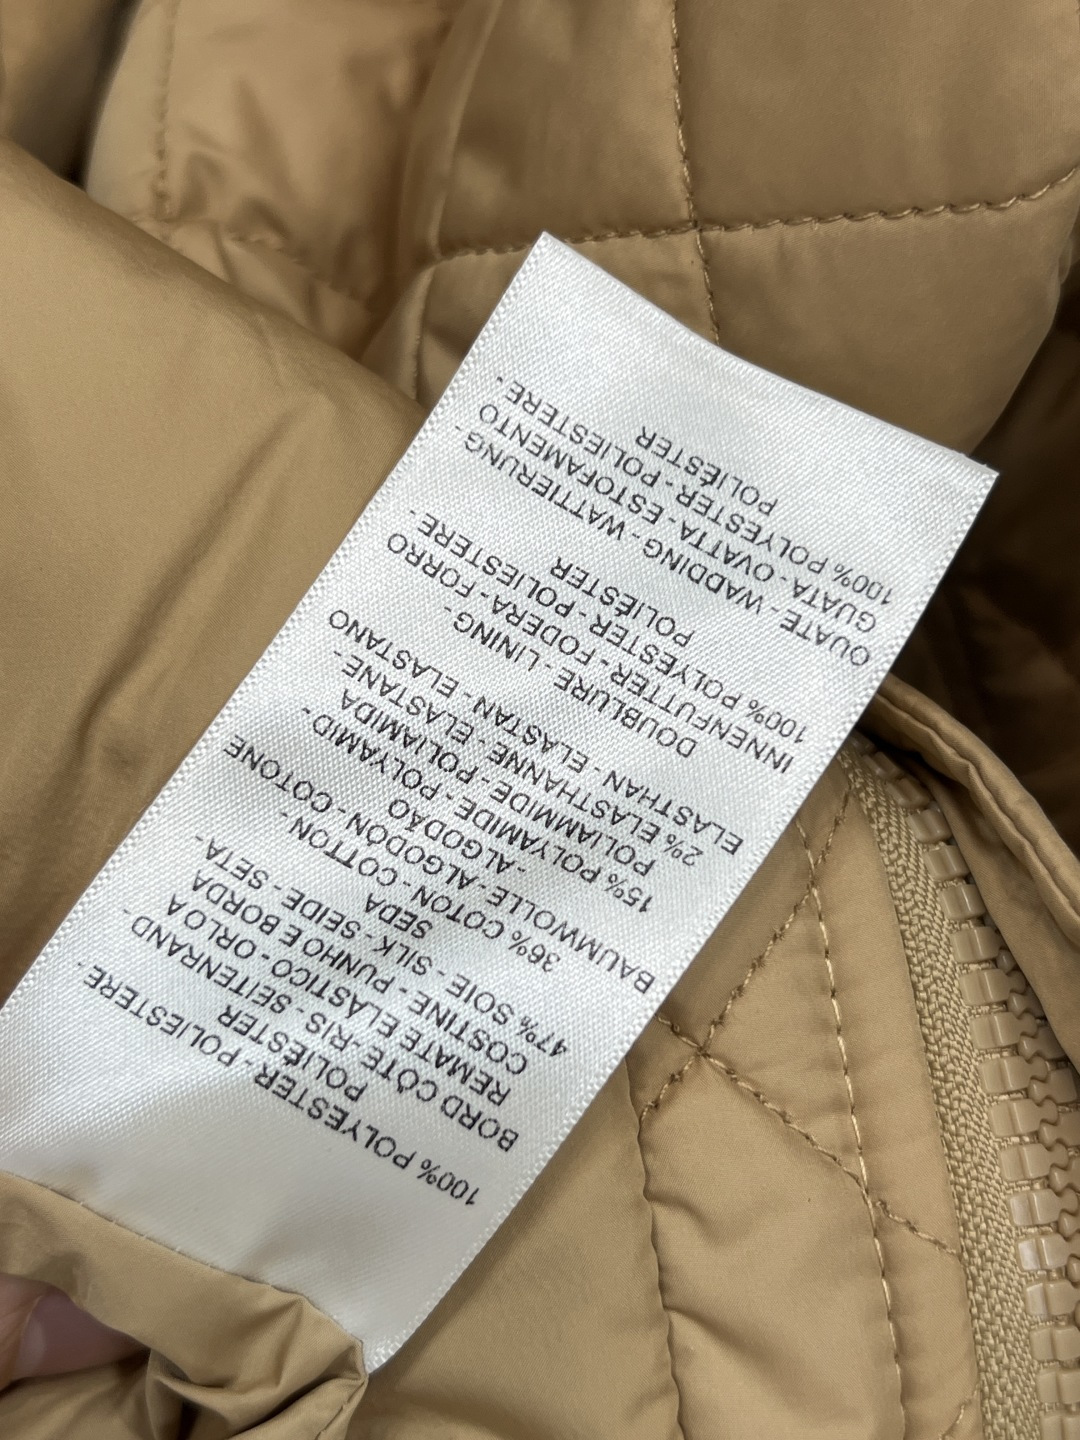 100% POLYESTER - POLIESTERE -
POLIÉSTER
BORD CÔTE -RIS - SEITENRAND -
REMATE ELASTICO - ORLO A
COSTINE - PUNHO E BORDA
47% SOIE - SILK - SEIDE - SETA -
SEDA
36% COTON - COTTON -
BAUMWOLLE - ALGODÓN - COTONE
- ALGODÃO
15% POLYAMIDE - POLYAMID -
POLIAMMIDE - POLIAMIDA
2% ELASTHANNE - ELASTANE -
ELASTHAN - ELASTAN - ELASTANO
DOUBLURE - LINING -
INNENFUTTER - FODERA - FORRO
100% POLYESTER - POLIESTERE -
POLIÉSTER
OUATE - WADDING - WATTIERUNG -
GUATA - OVATTA - ESTOFAMENTO
100% POLYESTER - POLIESTERE -
POLIÉSTER